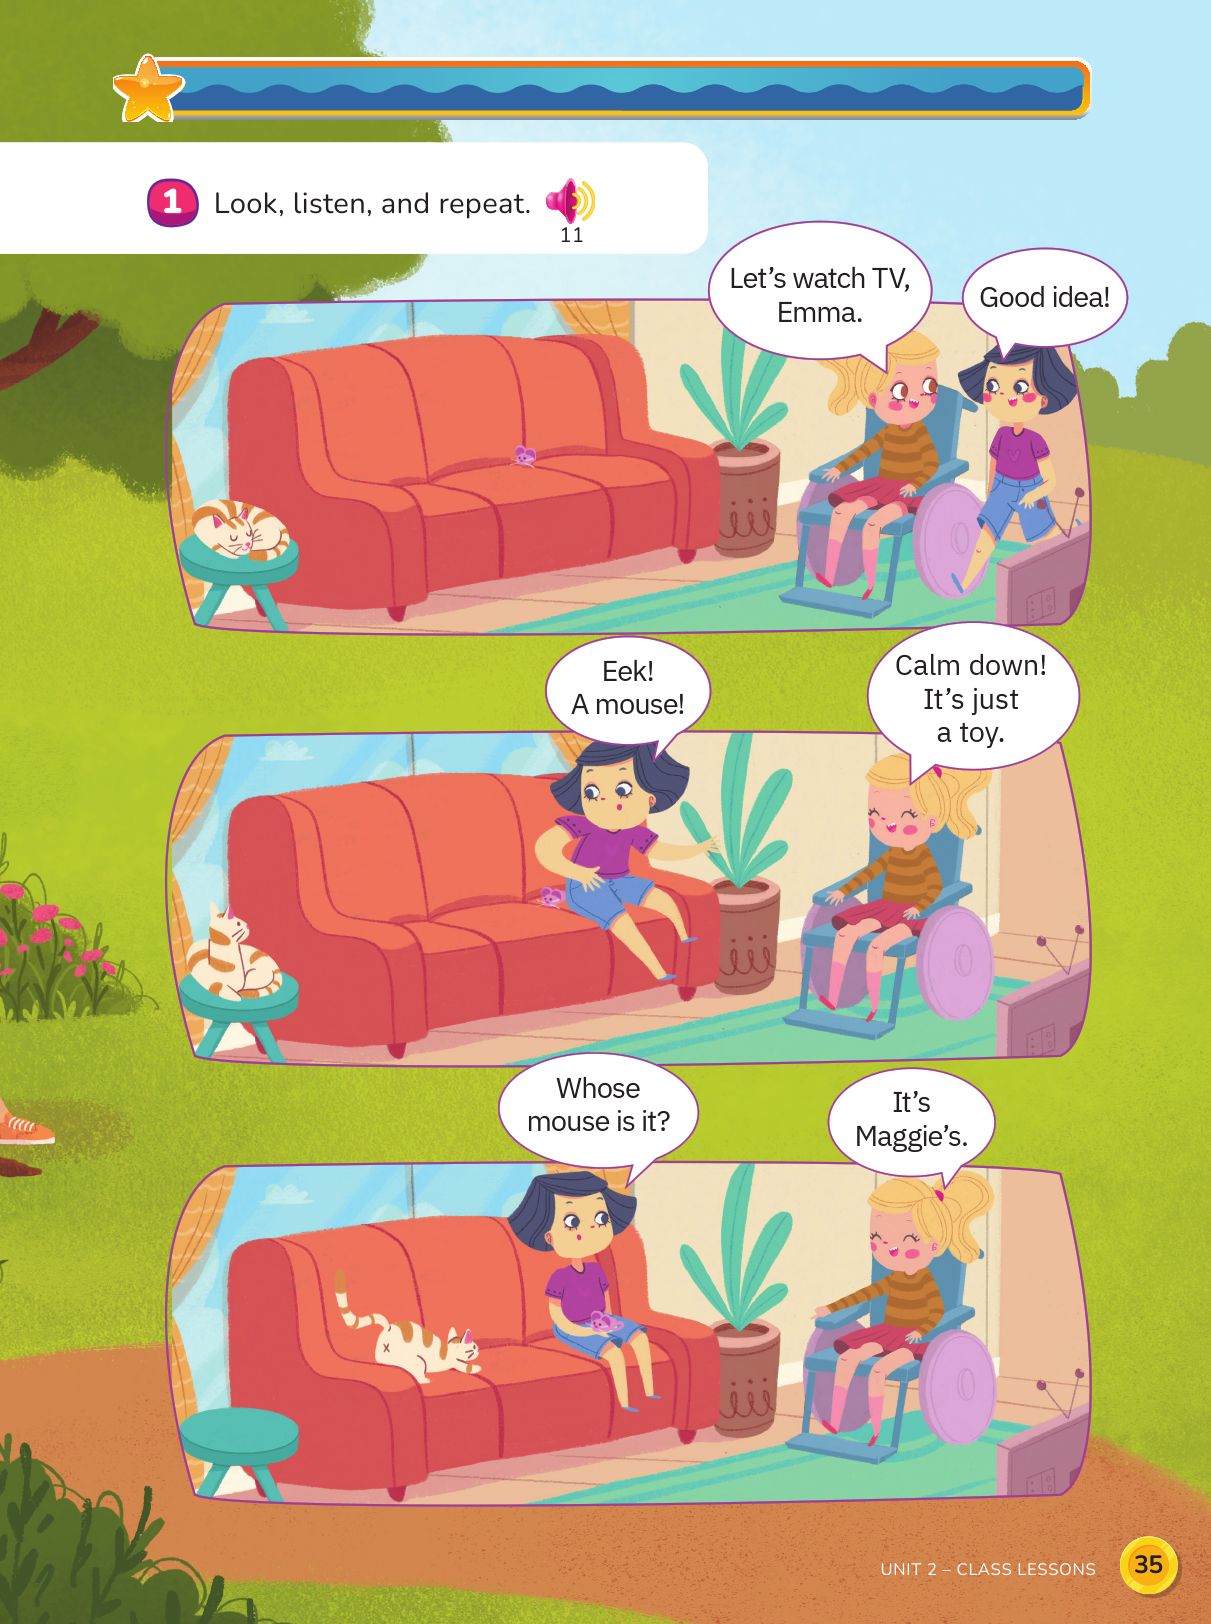 1
Look, listen, and repeat.
11
Let's watch TV,
Emma.
Good idea!
Eek!
A mouse!
Calm down!
It's just
a toy.
Whose
mouse is it?
It's
Maggie's.
UNIT 2 – CLASS LESSONS
35